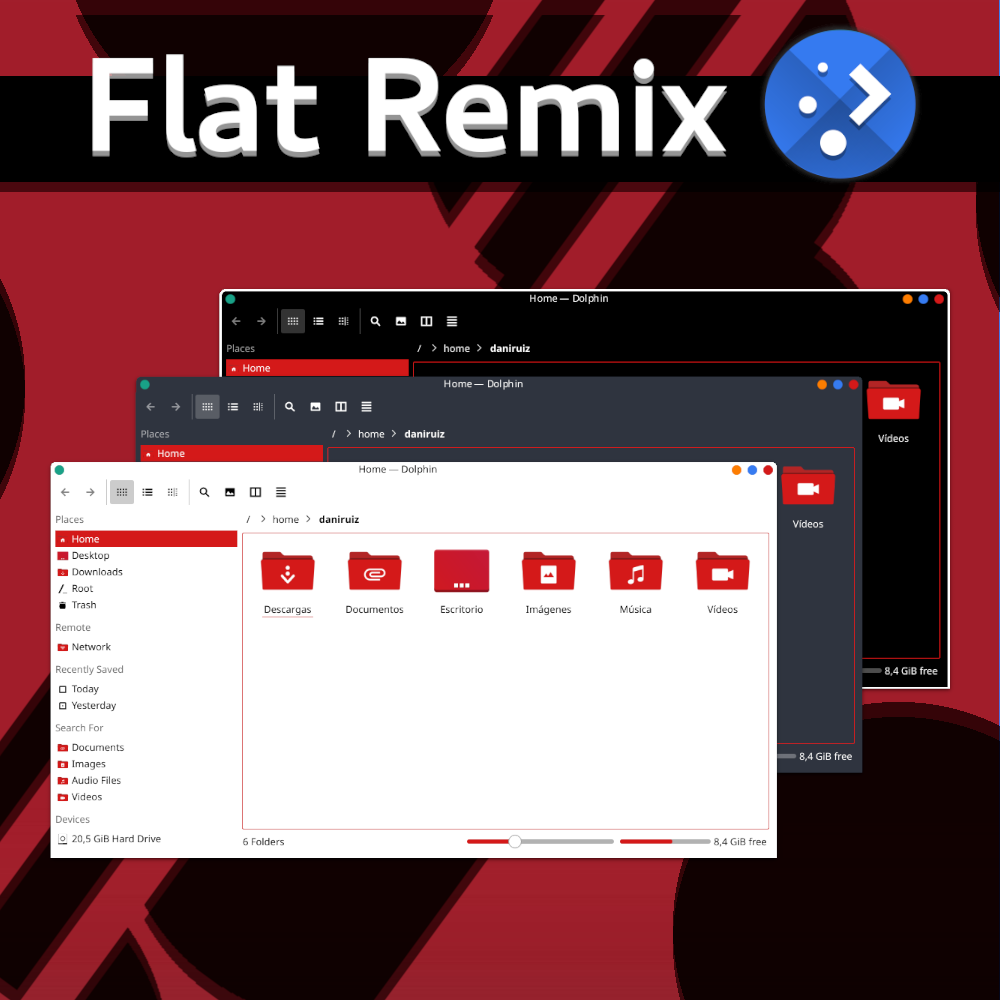 Flat Remix
Home — Dolphin
Places
/ > home > daniruiz
Home
Vídeos
8,4 GiB free
Home — Dolphin
Places
/ > home > daniruiz
Home
Vídeos
8,4 GiB free
Home — Dolphin
Places
/ > home > daniruiz
Home
Desktop
Downloads
Root
Trash
Remote
Network
Recently Saved
Today
Yesterday
Search For
Documents
Images
Audio Files
Videos
Devices
20,5 GiB Hard Drive
Descargas Documentos Escritorio Imágenes Música Vídeos
6 Folders 8,4 GiB free